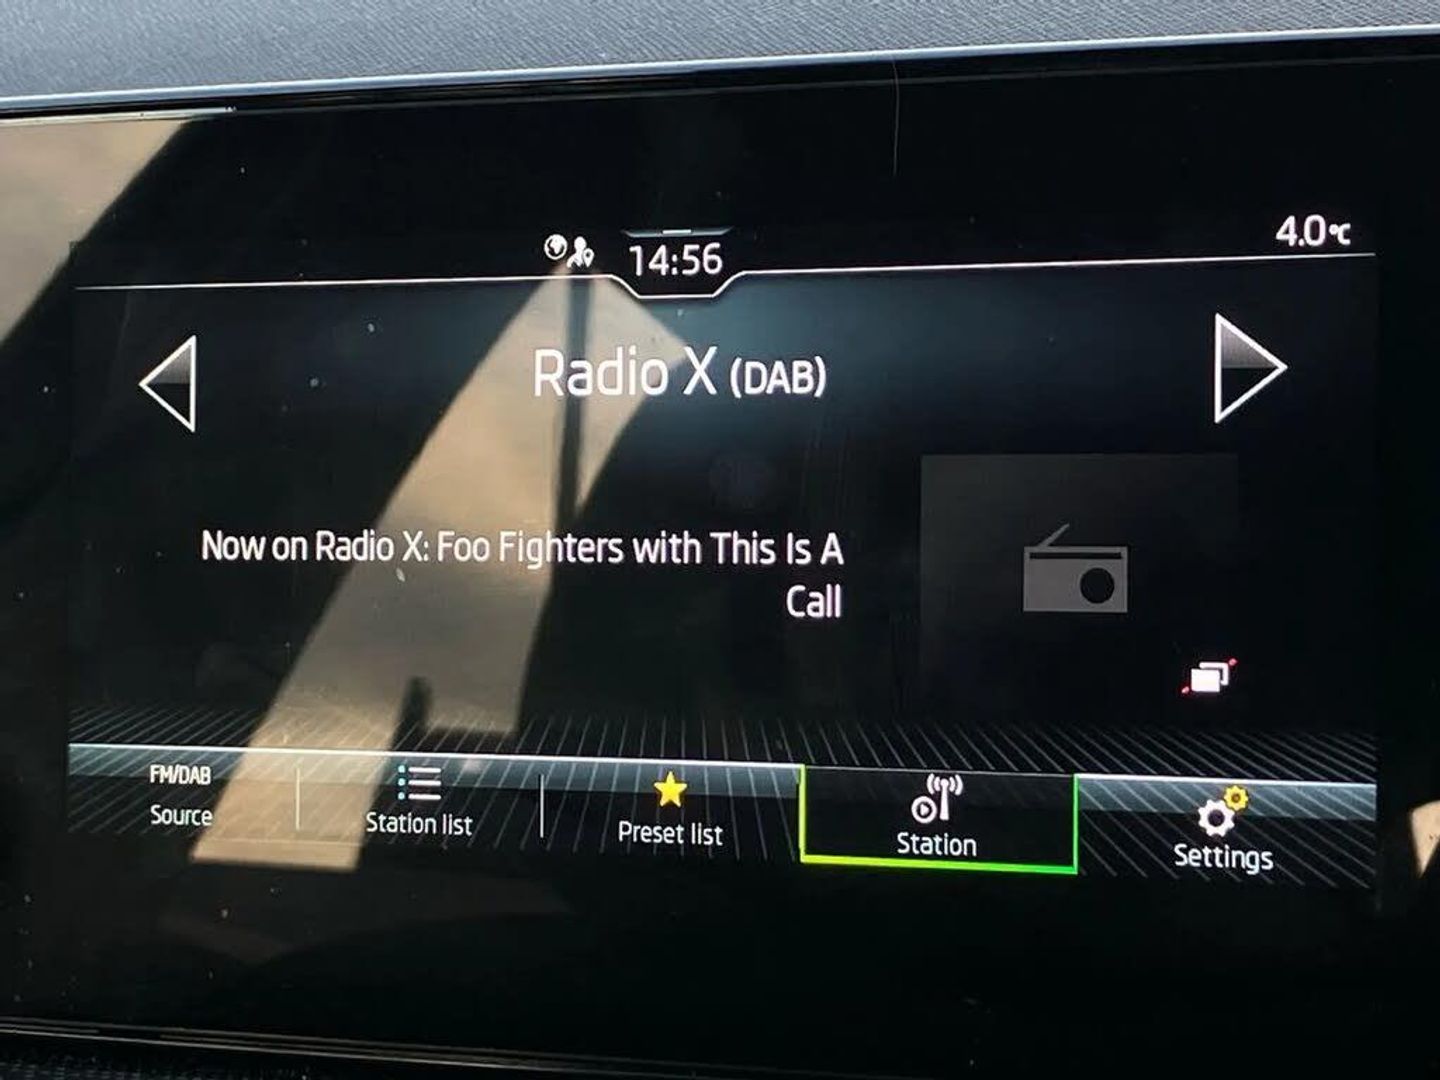 14:56
4.0°C
Radio X (DAB)
Now on Radio X: Foo Fighters with This Is A
Call
FM/DAB
Source
Station list
Preset list
Station
Settings